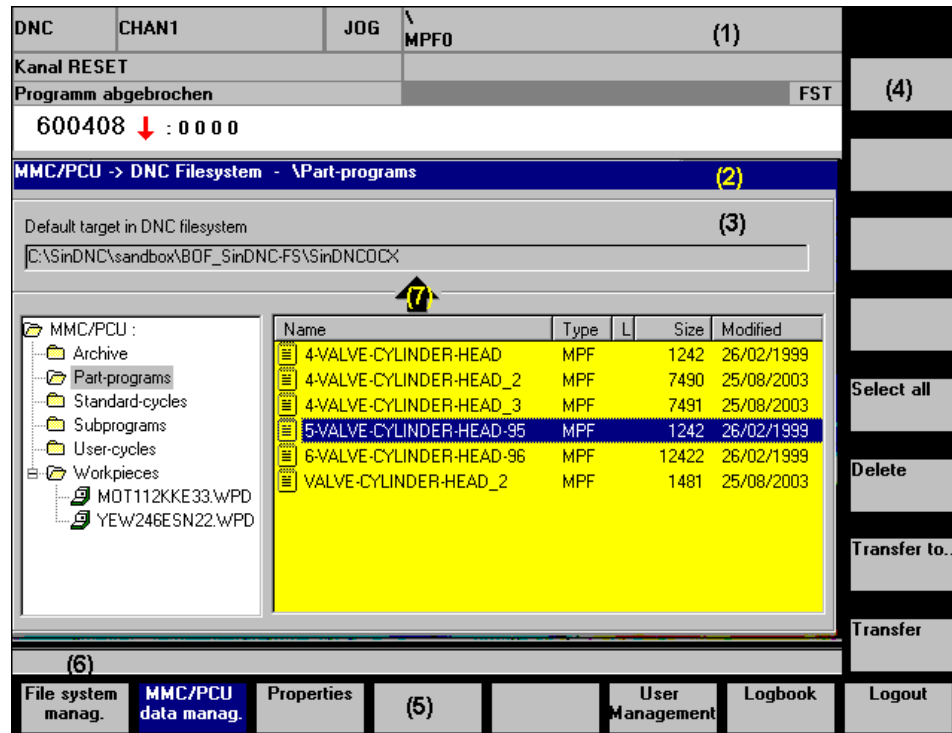 DNC CHAN1 JOG \
MPF0 (1)
Kanal RESET
Programm abgebrochen FST (4)
600408 :0000
MMC/PCU -> DNC Filesystem - \Part-programs (2)
Default target in DNC filesystem (3)
C:\SinDNC\sandbox\BOF_SinDNC-FS\SinDNCOCX
(7)
MMC/PCU :
Archive
Part-programs
Standard-cycles
Subprograms
User-cycles
Workpieces
MOT112KKE33.WPD
YEW246ESN22.WPD
Name Type L Size Modified
4-VALVE-CYLINDER-HEAD MPF 1242 26/02/1999
4-VALVE-CYLINDER-HEAD_2 MPF 7490 25/08/2003
4-VALVE-CYLINDER-HEAD_3 MPF 7491 25/08/2003
5-VALVE-CYLINDER-HEAD-95 MPF 1242 26/02/1999
6-VALVE-CYLINDER-HEAD-96 MPF 12422 26/02/1999
VALVE-CYLINDER-HEAD_2 MPF 1481 25/08/2003
Select all
Delete
Transfer to..
Transfer
(6)
File system
manag.
MMC/PCU
data manag.
Properties
(5)
User
Management
Logbook
Logout